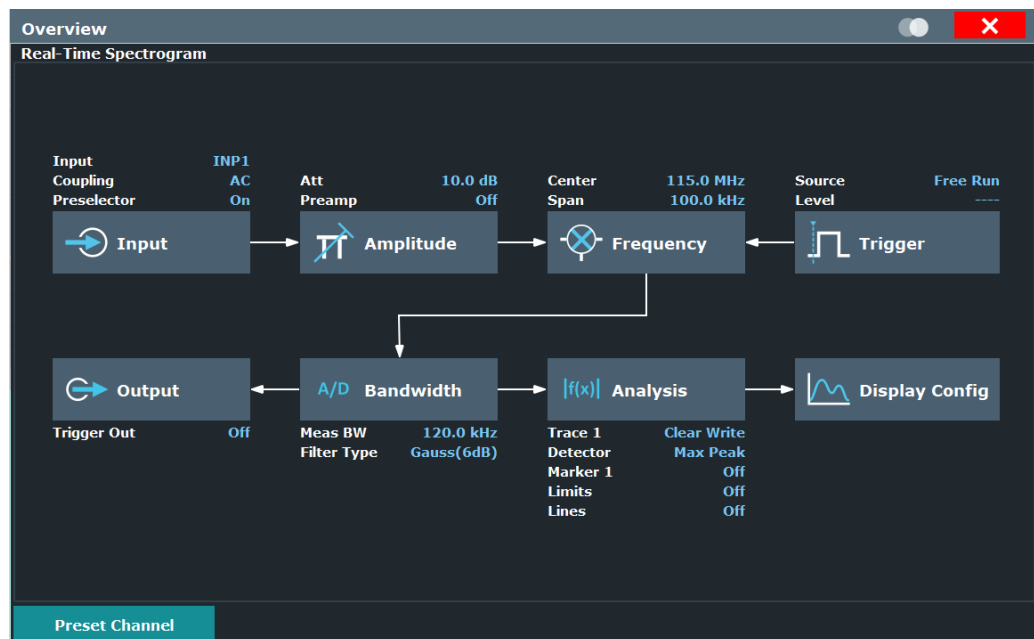 Overview
Real-Time Spectrogram
Input INP1
Coupling AC
Preselector On
Att 10.0 dB
Preamp Off
Center 115.0 MHz
Span 100.0 kHz
Source Free Run
Level ----
Input
Amplitude
Frequency
Trigger
Output
A/D Bandwidth
|f(x)| Analysis
Display Config
Trigger Out Off
Meas BW 120.0 kHz
Filter Type Gauss(6dB)
Trace 1 Clear Write
Detector Max Peak
Marker 1 Off
Limits Off
Lines Off
Preset Channel